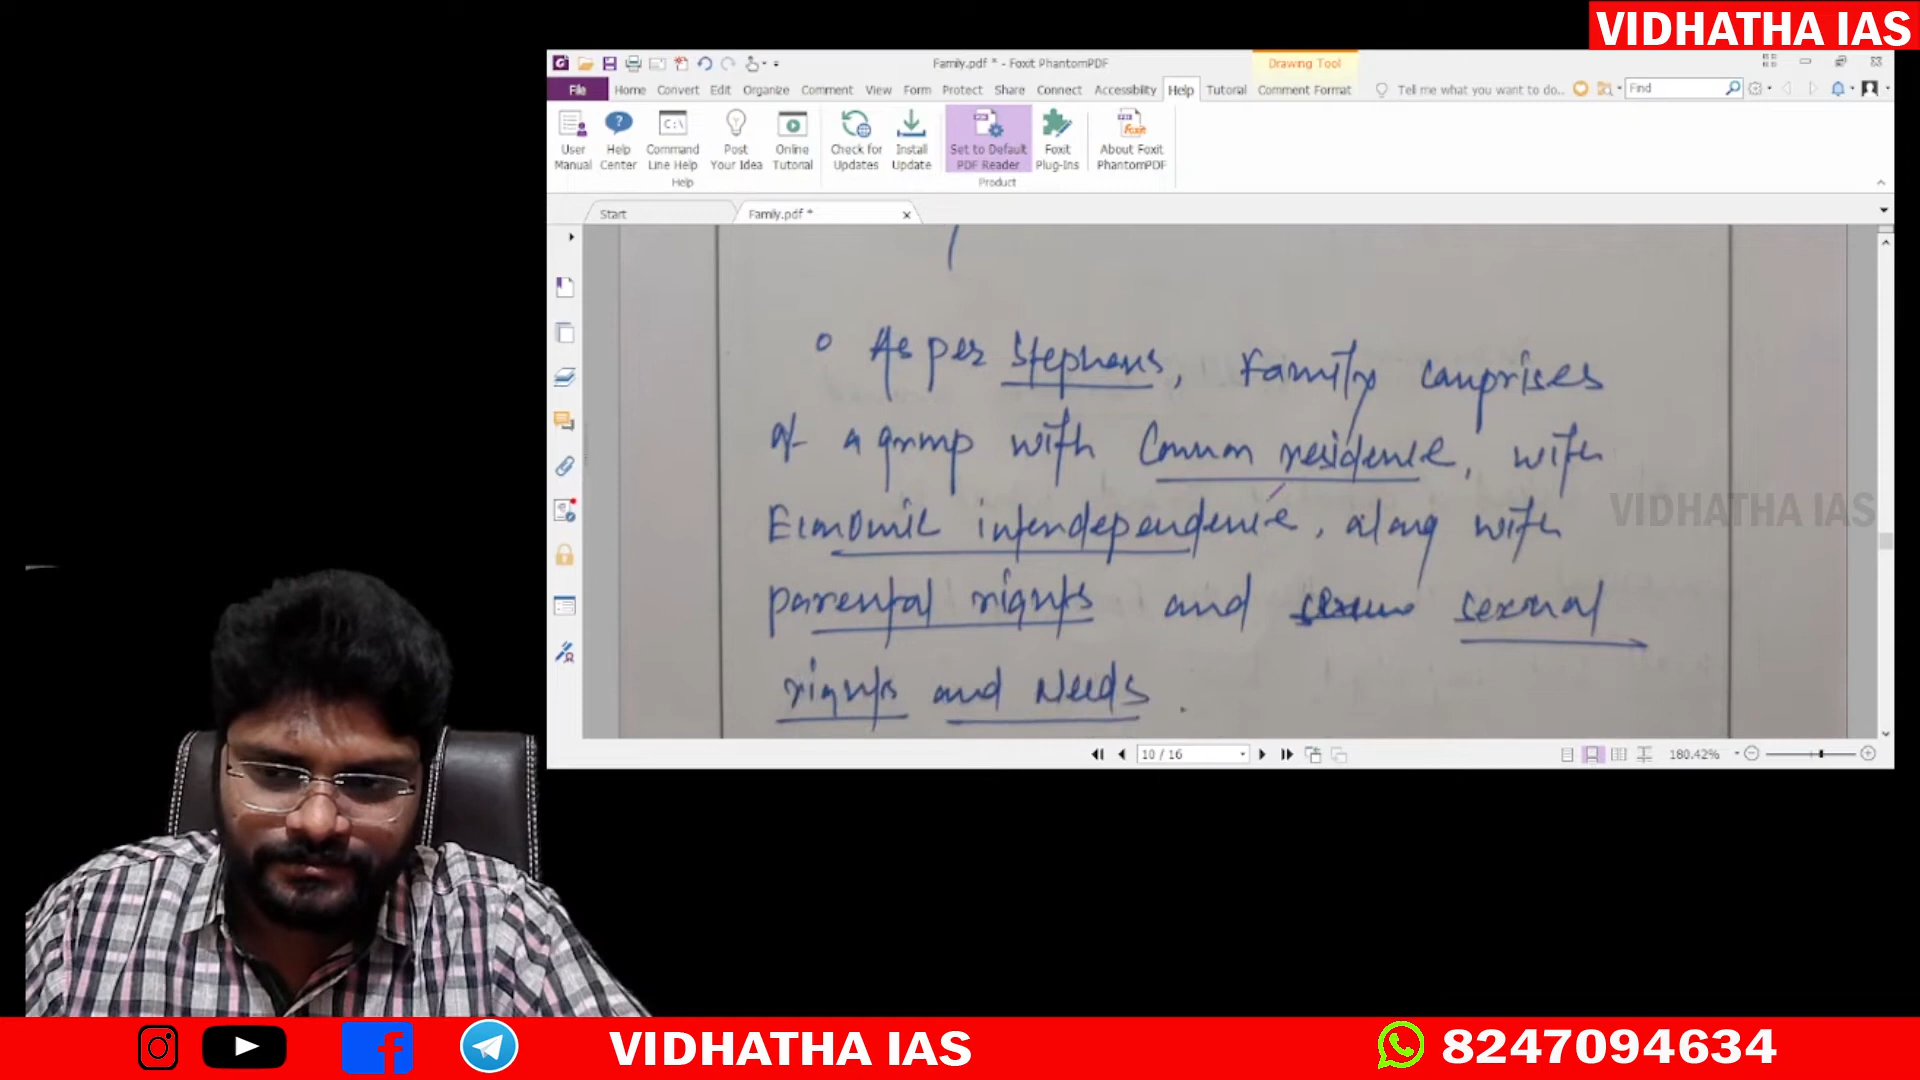 VIDHATHA IAS
Family.pdf * - Foxit PhantomPDF
Drawing Tool
File Home Convert Edit Organize Comment View Form Protect Share Connect Accessibility Help Tutorial Comment Format Tell me what you want to do.. Find
User Manual
Help Center
Command Line Help
Post Your Idea
Online Tutorial
Check for Updates
Install Update
Set to Default PDF Reader
Foxit Plug-Ins
About Foxit PhantomPDF
Help
Product
Start
Family.pdf *
As per Stephens, Family comprises
of a group with Common residence, with
VIDHATHA IAS
Economic interdependence, along with
parental rights and sexual
rights and Needs.
10 / 16
180.42%
VIDHATHA IAS
8247094634